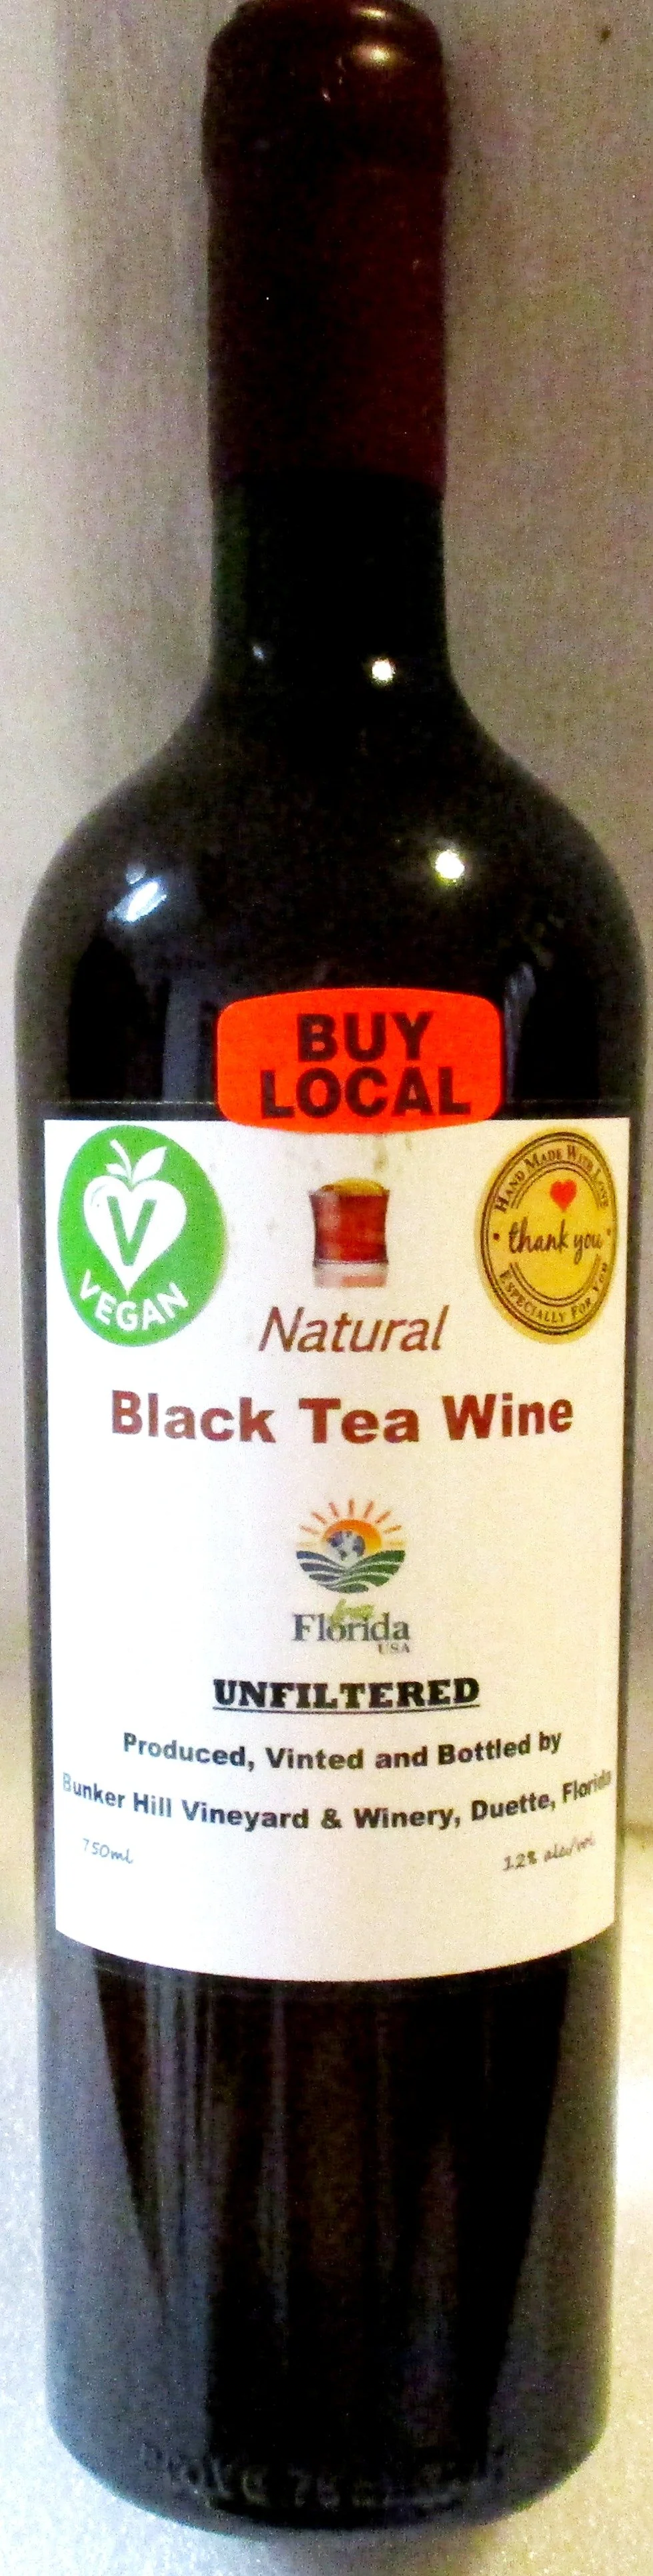 BUY
LOCAL
V
VEGAN
HAND MADE WITH LOVE
thank you
ESPECIALLY FOR YOU
Natural
Black Tea Wine
Florida
USA
UNFILTERED
Produced, Vinted and Bottled by
Bunker Hill Vineyard & Winery, Duette, Florida
750ml
12% alc/vol